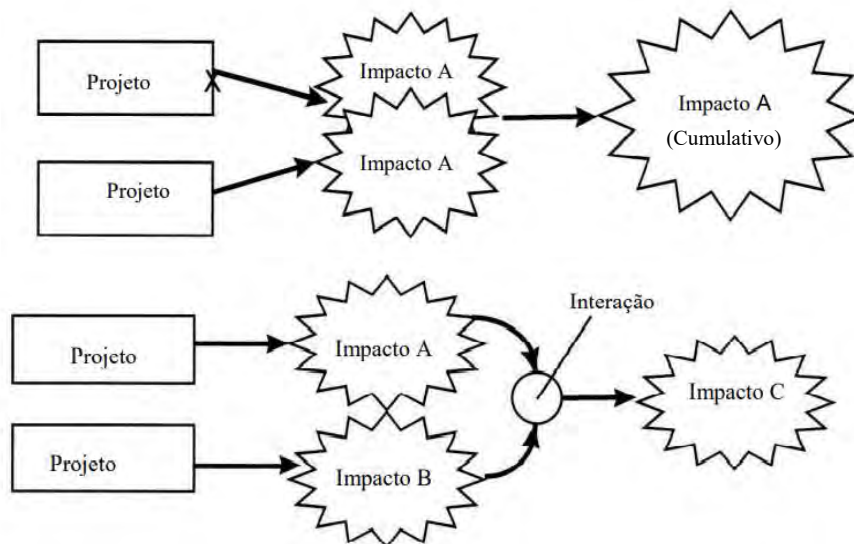 Projeto
Impacto A
Impacto A
(Cumulativo)
Projeto
Impacto A
Interação
Projeto
Impacto A
Impacto C
Projeto
Impacto B